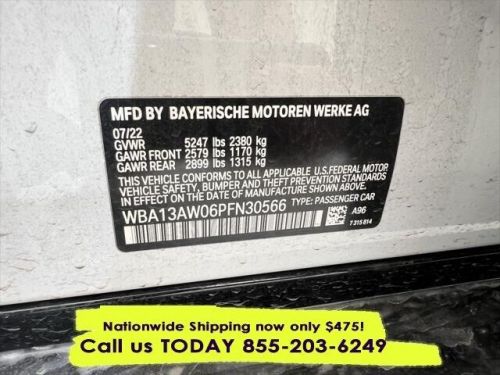 MFD BY BAYERISCHE MOTOREN WERKE AG
07/22
GVWR 5247 lbs 2380 kg
GAWR FRONT 2579 lbs 1170 kg
GAWR REAR 2899 lbs 1315 kg
THIS VEHICLE CONFORMS TO ALL APPLICABLE U.S. FEDERAL MOTOR
VEHICLE SAFETY, BUMPER, AND THEFT PREVENTION STANDARDS
IN EFFECT ON THE DATE OF MANUFACTURE SHOWN ABOVE.
WBA13AW06PFN30566 TYPE: PASSENGER CAR
A96
7 315 814
Nationwide Shipping now only $475!
Call us TODAY 855-203-6249